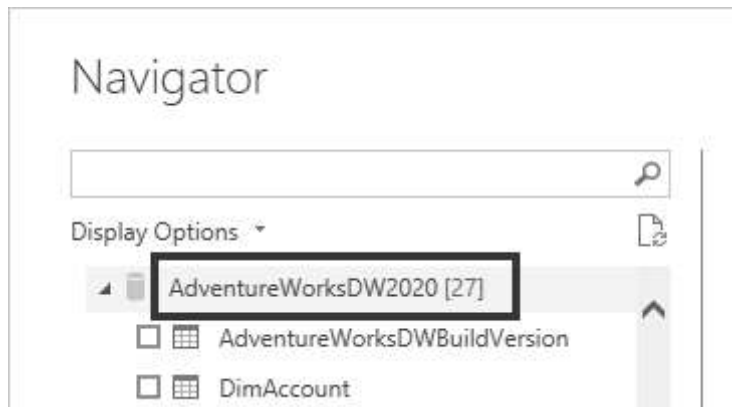 Navigator
Display Options
AdventureWorksDW2020 [27]
AdventureWorksDWBuildVersion
DimAccount